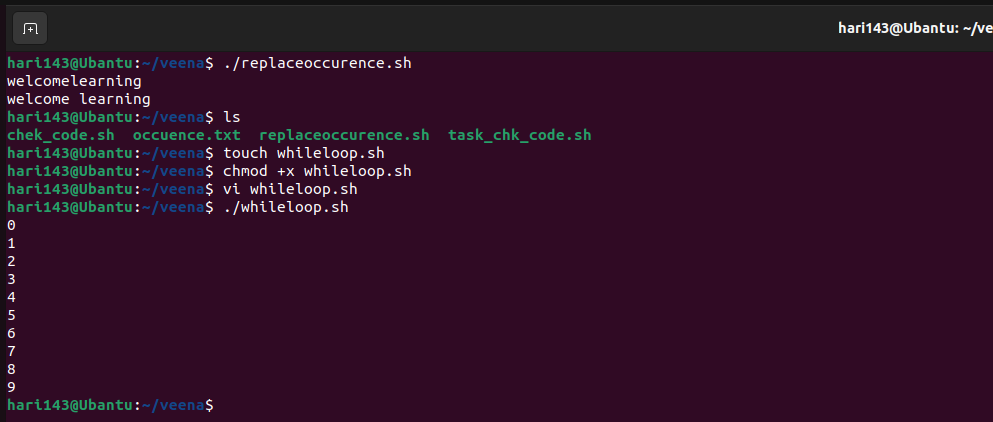 hari143@Ubantu: ~/ve
hari143@Ubantu:~/veena$ ./replaceoccurence.sh
welcomelearning
welcome learning
hari143@Ubantu:~/veena$ ls
chek_code.sh  occuence.txt  replaceoccurence.sh  task_chk_code.sh
hari143@Ubantu:~/veena$ touch whileloop.sh
hari143@Ubantu:~/veena$ chmod +x whileloop.sh
hari143@Ubantu:~/veena$ vi whileloop.sh
hari143@Ubantu:~/veena$ ./whileloop.sh
0
1
2
3
4
5
6
7
8
9
hari143@Ubantu:~/veena$